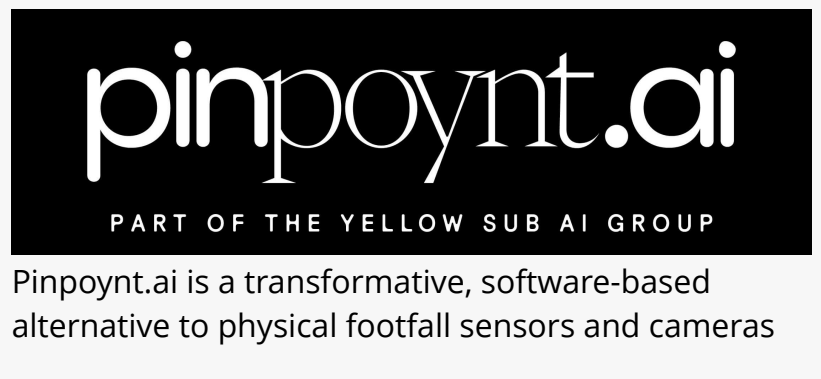 pinpoynt.ai
PART OF THE YELLOW SUB AI GROUP
Pinpoynt.ai is a transformative, software-based
alternative to physical footfall sensors and cameras